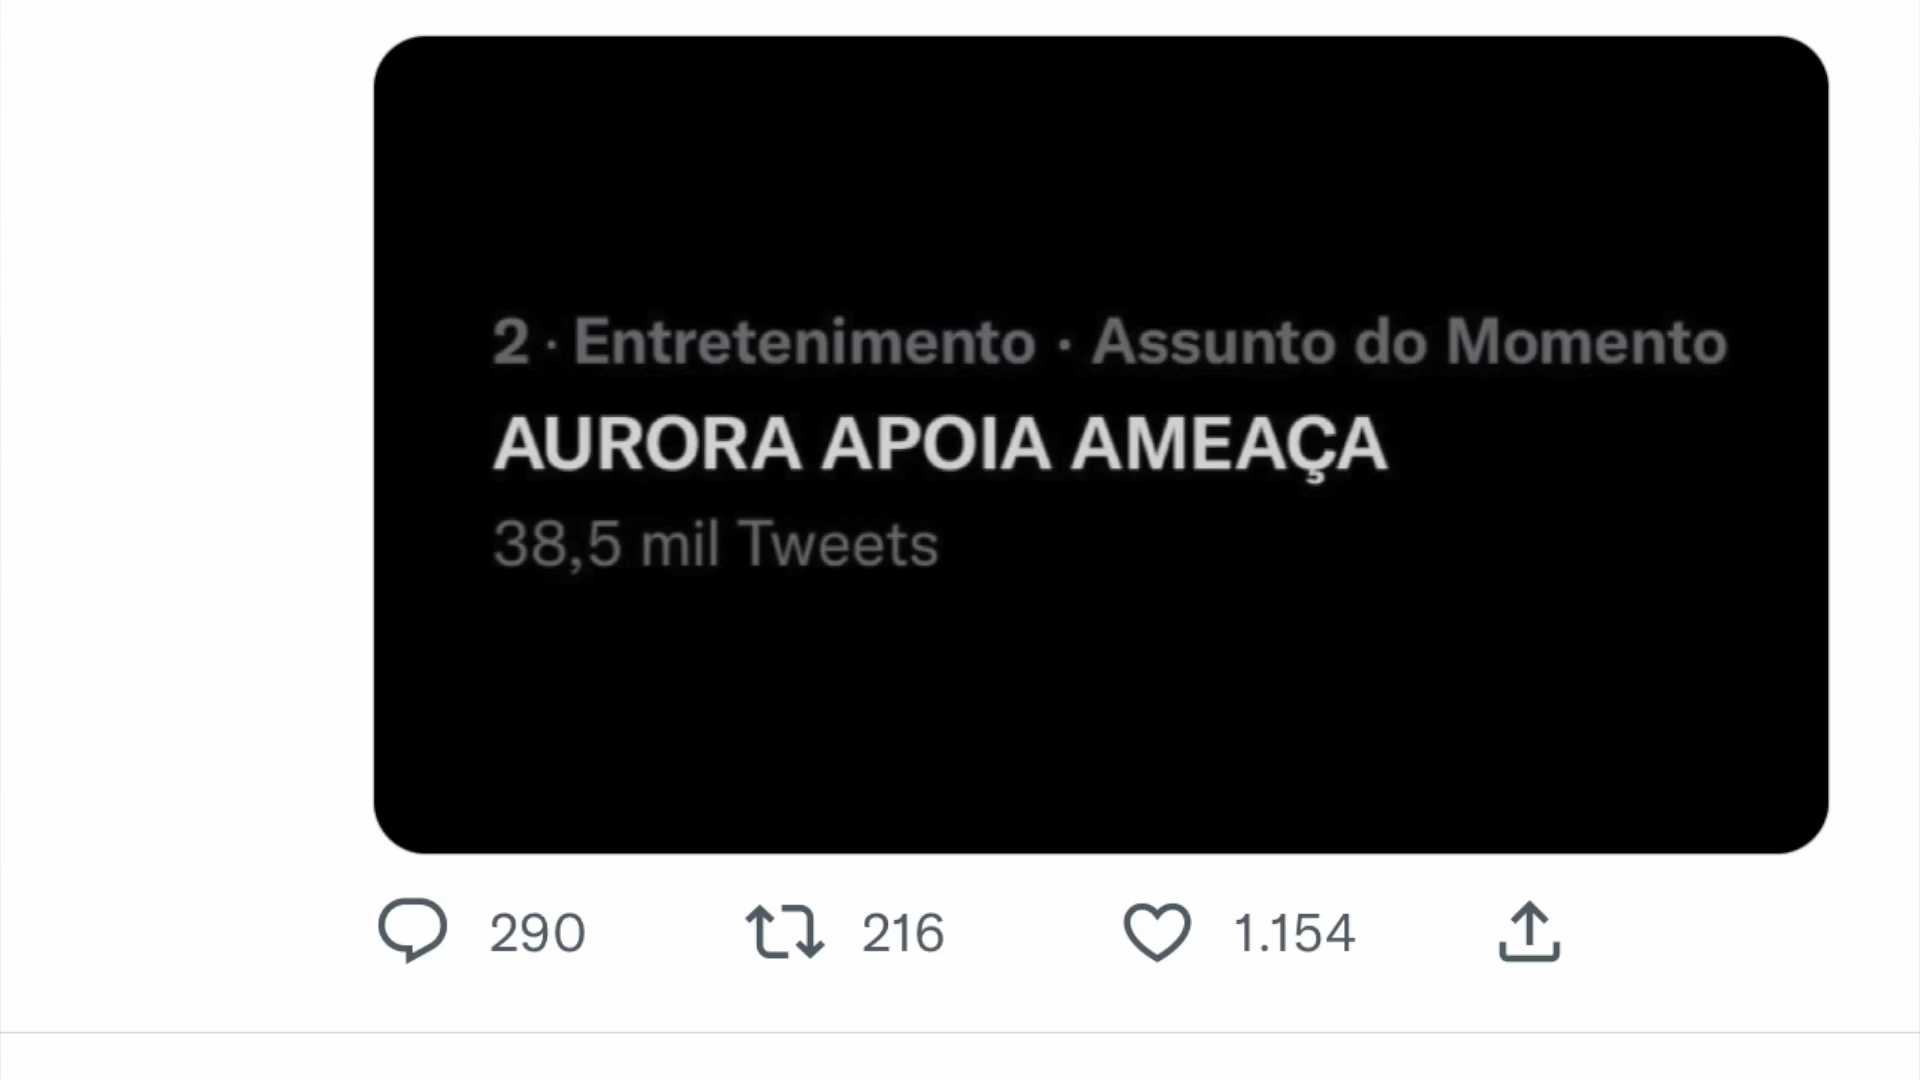 2 · Entretenimento · Assunto do Momento
AURORA APOIA AMEAÇA
38,5 mil Tweets
290 216 1.154